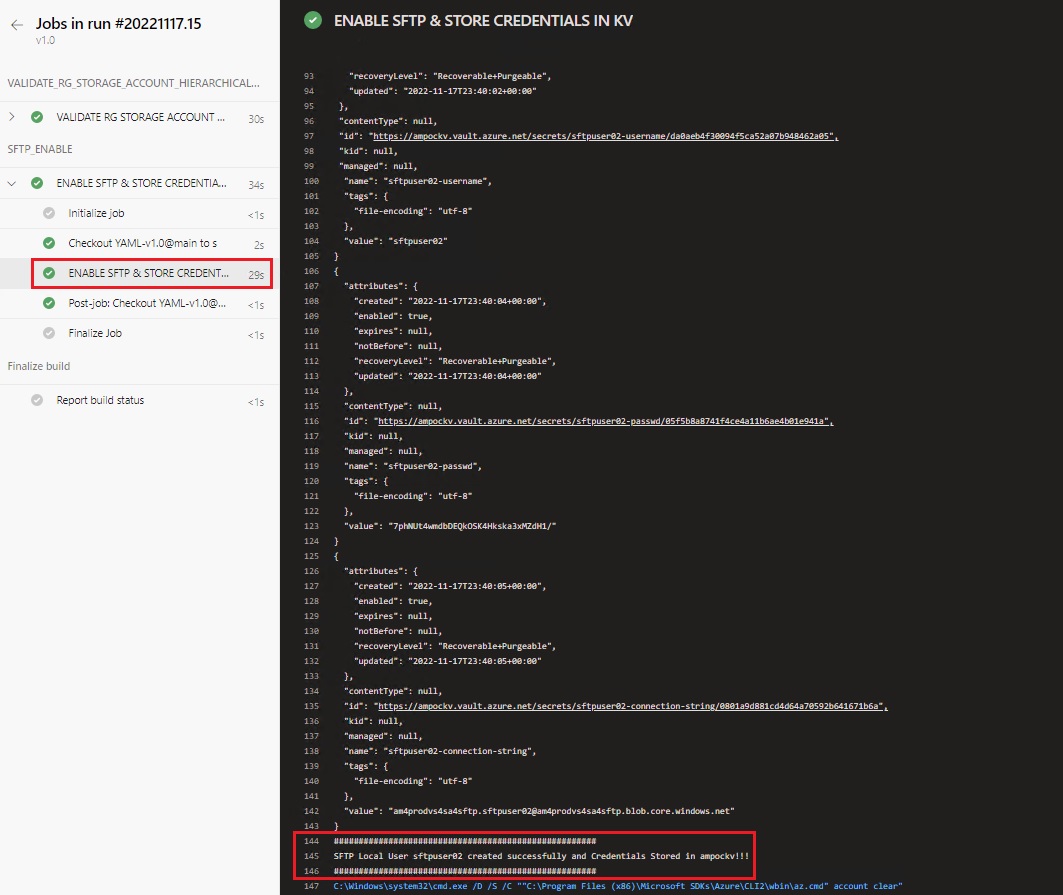 Jobs in run #20221117.15
v1.0
VALIDATE_RG_STORAGE_ACCOUNT_HIERARCHICAL...
VALIDATE RG STORAGE ACCOUNT ... 30s
SFTP_ENABLE
ENABLE SFTP & STORE CREDENTIA... 34s
Initialize job <1s
Checkout YAML-v1.0@main to s 2s
ENABLE SFTP & STORE CREDENT... 29s
Post-job: Checkout YAML-v1.0@... <1s
Finalize Job <1s
Finalize build
Report build status <1s
ENABLE SFTP & STORE CREDENTIALS IN KV
93 "recoveryLevel": "Recoverable+Purgeable",
94 "updated": "2022-11-17T23:40:02+00:00"
95 },
96 "contentType": null,
97 "id": "https://ampockv.vault.azure.net/secrets/sftpuser02-username/da0aeb4f30094f5ca52a07b948462a05",
98 "kid": null,
99 "managed": null,
100 "name": "sftpuser02-username",
101 "tags": {
102 "file-encoding": "utf-8"
103 },
104 "value": "sftpuser02"
105 }
106 {
107 "attributes": {
108 "created": "2022-11-17T23:40:04+00:00",
109 "enabled": true,
110 "expires": null,
111 "notBefore": null,
112 "recoveryLevel": "Recoverable+Purgeable",
113 "updated": "2022-11-17T23:40:04+00:00"
114 },
115 "contentType": null,
116 "id": "https://ampockv.vault.azure.net/secrets/sftpuser02-passwd/05f5b8a8741f4ce4a11b6ae4b01e941a",
117 "kid": null,
118 "managed": null,
119 "name": "sftpuser02-passwd",
120 "tags": {
121 "file-encoding": "utf-8"
122 },
123 "value": "7phNUt4wmdbDEQkOSK4Hkska3xMZdH1/"
124 }
125 {
126 "attributes": {
127 "created": "2022-11-17T23:40:05+00:00",
128 "enabled": true,
129 "expires": null,
130 "notBefore": null,
131 "recoveryLevel": "Recoverable+Purgeable",
132 "updated": "2022-11-17T23:40:05+00:00"
133 },
134 "contentType": null,
135 "id": "https://ampockv.vault.azure.net/secrets/sftpuser02-connection-string/0801a9d881cd4d64a70592b641671b6a",
136 "kid": null,
137 "managed": null,
138 "name": "sftpuser02-connection-string",
139 "tags": {
140 "file-encoding": "utf-8"
141 },
142 "value": "am4prodvs4sa4sftp.sftpuser02@am4prodvs4sa4sftp.blob.core.windows.net"
143 }
144 #####################################################
145 SFTP Local User sftpuser02 created successfully and Credentials Stored in ampockv!!!
146 #####################################################
147 C:\Windows\system32\cmd.exe /D /S /C ""C:\Program Files (x86)\Microsoft SDKs\Azure\CLI2\wbin\az.cmd" account clear"